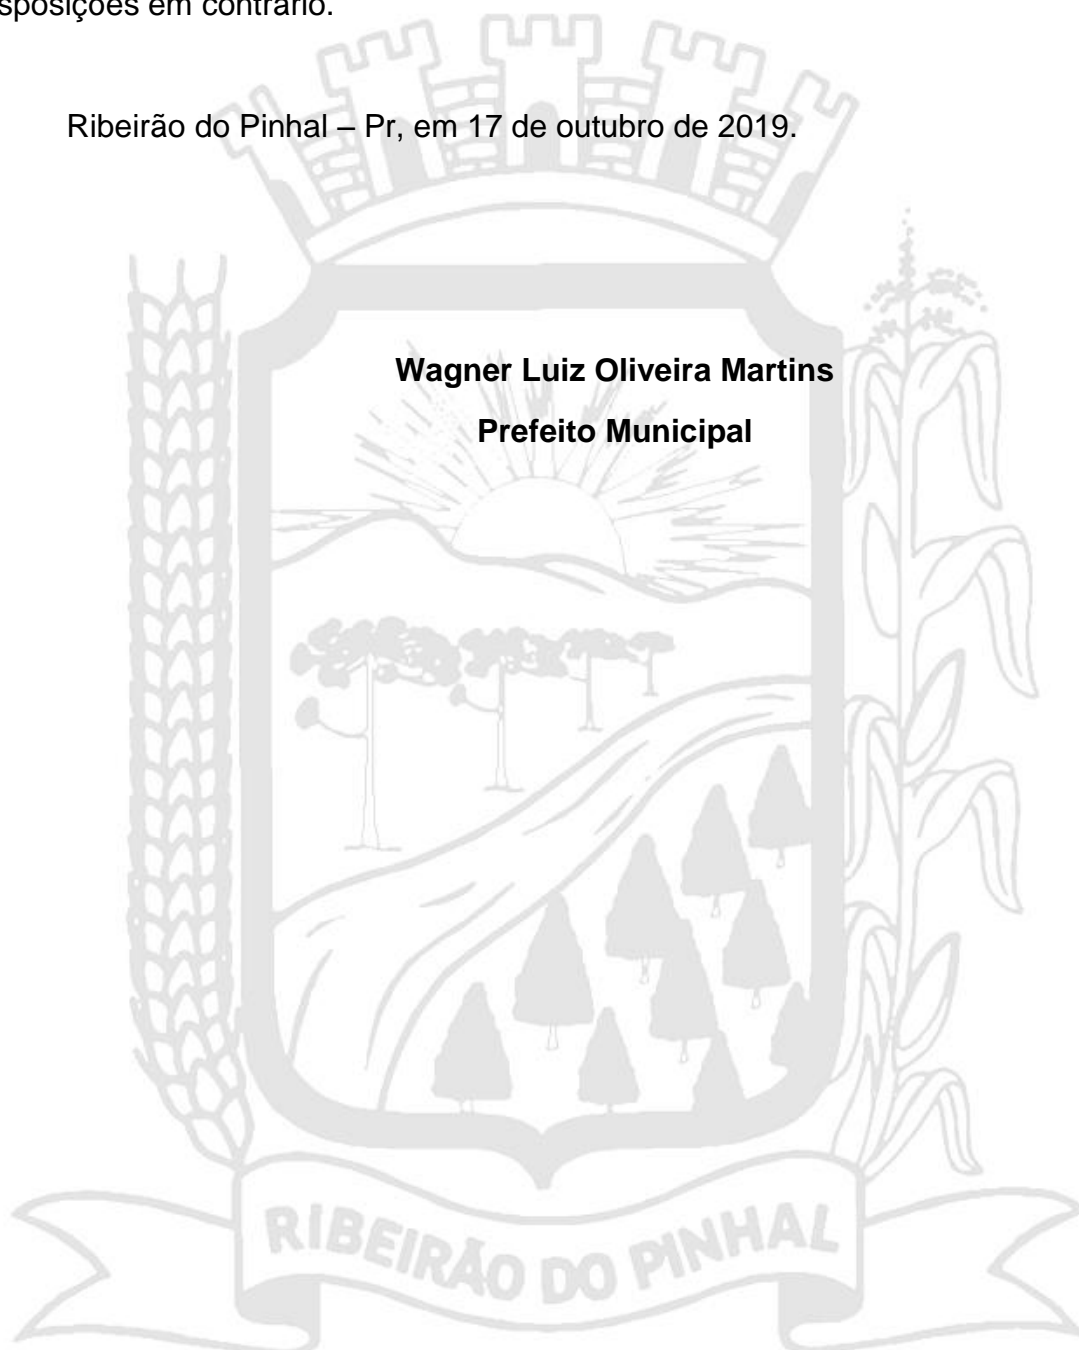 sposições em contrário.
Ribeirão do Pinhal – Pr, em 17 de outubro de 2019.
Wagner Luiz Oliveira Martins
Prefeito Municipal
RIBEIRÃO DO PINHAL